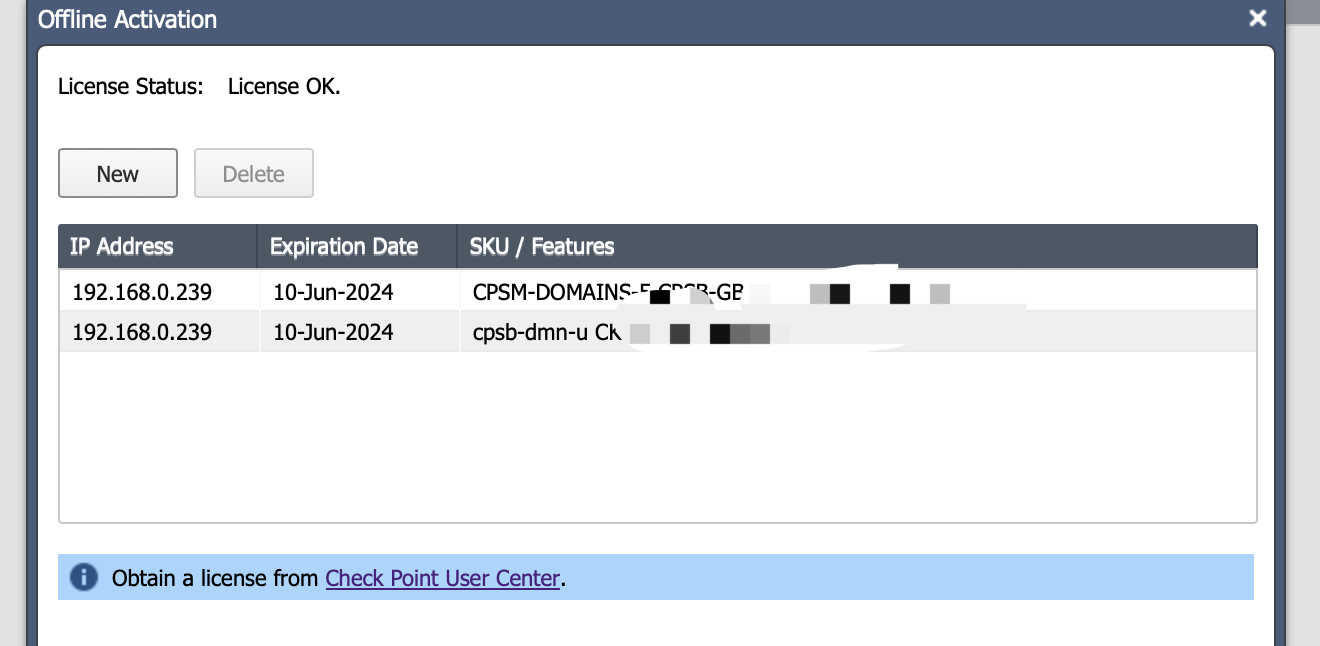 Offline Activation
License Status: License OK.
New Delete
IP Address Expiration Date SKU / Features
192.168.0.239 10-Jun-2024 CPSM-DOMAINS-
192.168.0.239 10-Jun-2024 cpsb-dmn-u CK
Obtain a license from Check Point User Center.